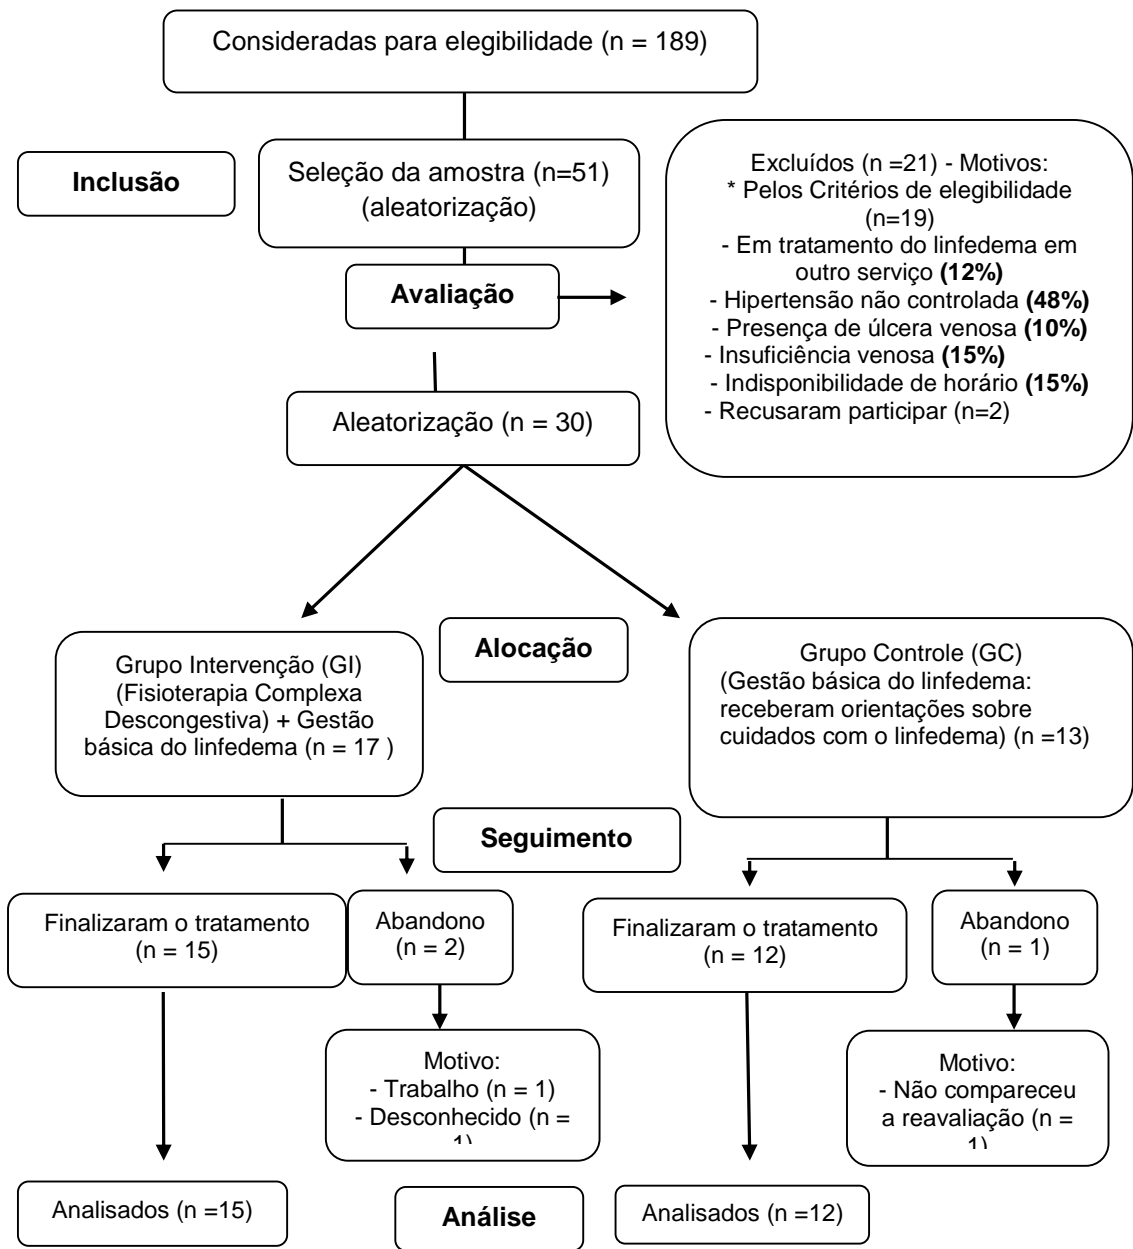 Consideradas para elegibilidade (n = 189)
Inclusão
Seleção da amostra (n=51)
(aleatorização)
Excluídos (n =21) - Motivos:
* Pelos Critérios de elegibilidade
(n=19)
- Em tratamento do linfedema em
outro serviço (12%)
- Hipertensão não controlada (48%)
- Presença de úlcera venosa (10%)
- Insuficiência venosa (15%)
- Indisponibilidade de horário (15%)
- Recusaram participar (n=2)
Avaliação
Aleatorização (n = 30)
Alocação
Grupo Intervenção (GI)
(Fisioterapia Complexa
Descongestiva) + Gestão
básica do linfedema (n = 17 )
Grupo Controle (GC)
(Gestão básica do linfedema:
receberam orientações sobre
cuidados com o linfedema) (n =13)
Seguimento
Finalizaram o tratamento
(n = 15)
Abandono
(n = 2)
Finalizaram o tratamento
(n = 12)
Abandono
(n = 1)
Motivo:
- Trabalho (n = 1)
- Desconhecido (n =
1)
Motivo:
- Não compareceu
a reavaliação (n =
1)
Analisados (n =15)
Análise
Analisados (n =12)